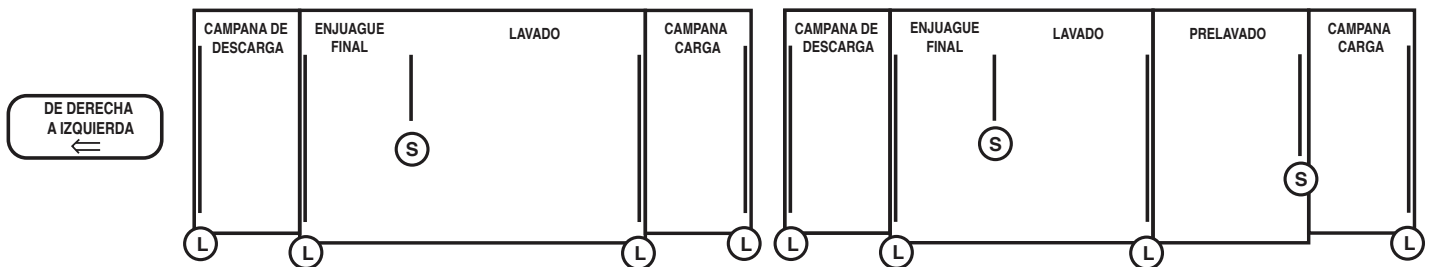 DE DERECHA
A IZQUIERDA
CAMPANA DE
DESCARGA
ENJUAGUE
FINAL
LAVADO
CAMPANA
CARGA
S
L
L
L
L
CAMPANA DE
DESCARGA
ENJUAGUE
FINAL
LAVADO
PRELAVADO
CAMPANA
CARGA
S
S
L
L
L
L